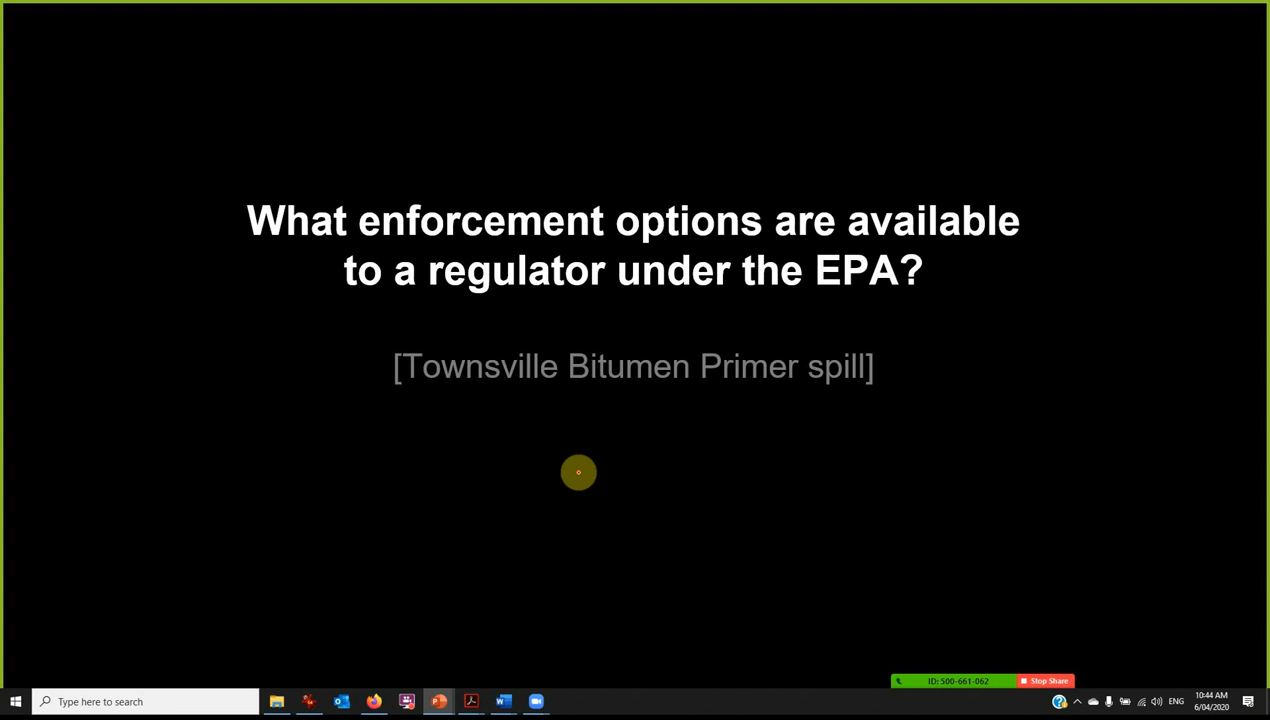 What enforcement options are available
to a regulator under the EPA?
[Townsville Bitumen Primer spill]
ID: 500-661-062
Stop Share
Type here to search
ENG
10:44 AM
6/04/2020